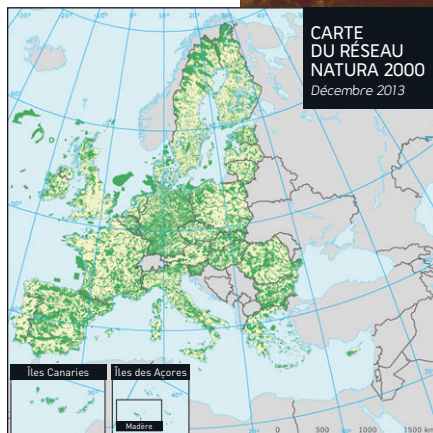 CARTE
DU RÉSEAU
NATURA 2000
Décembre 2013
Îles Canaries
Îles des Açores
Madère
0 500 1000 1500 km